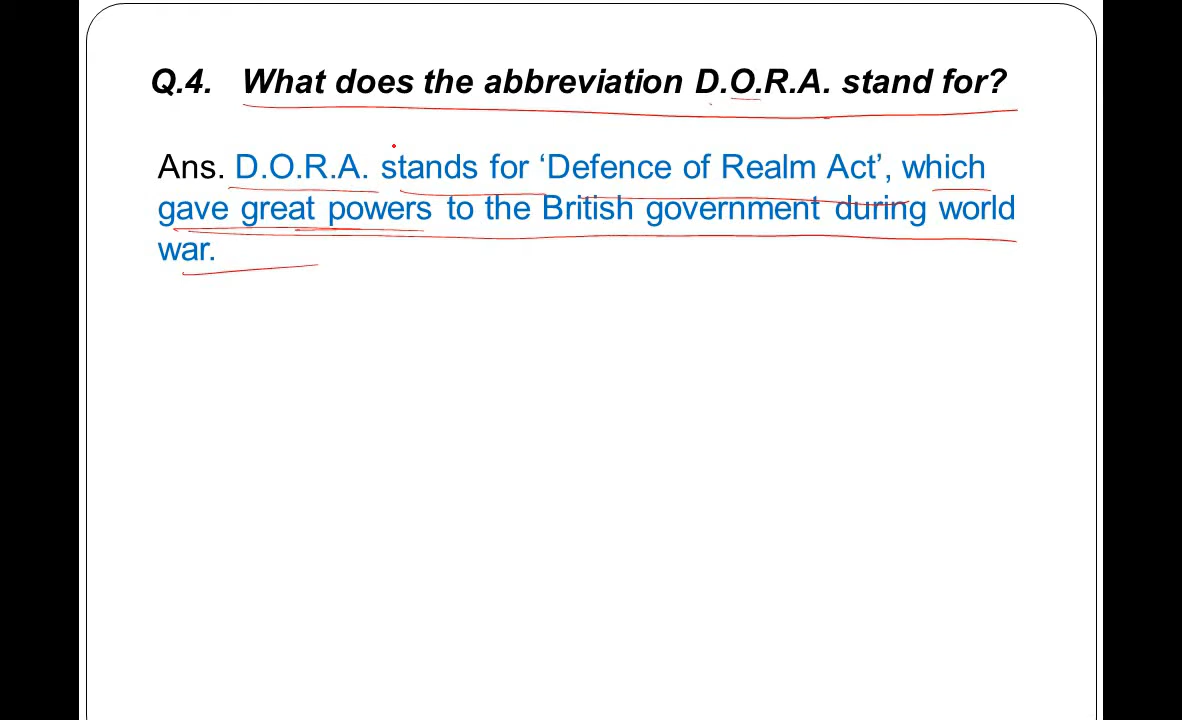 Q.4. What does the abbreviation D.O.R.A. stand for?
Ans. D.O.R.A. stands for ‘Defence of Realm Act’, which
gave great powers to the British government during world
war.